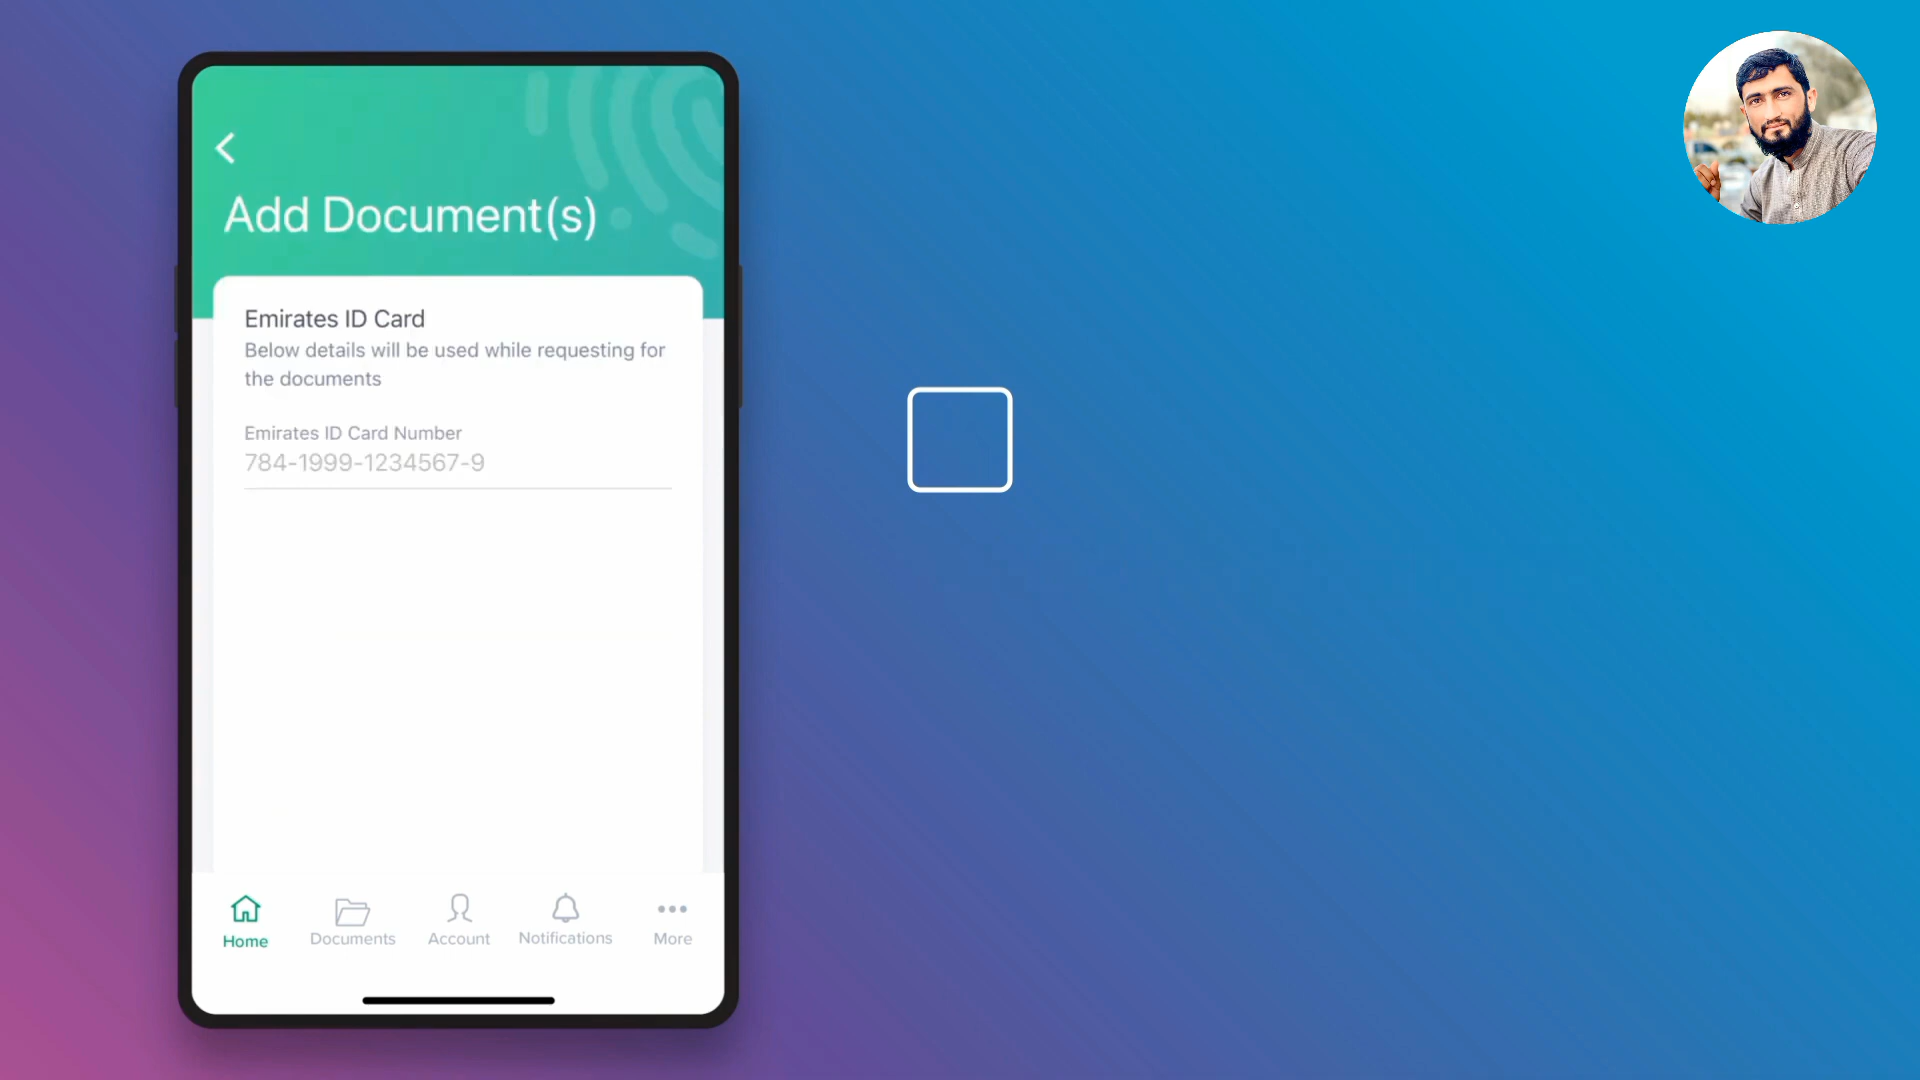 Add Document(s)
Emirates ID Card
Below details will be used while requesting for
the documents
Emirates ID Card Number
784-1999-1234567-9
Home
Documents
Account
Notifications
More